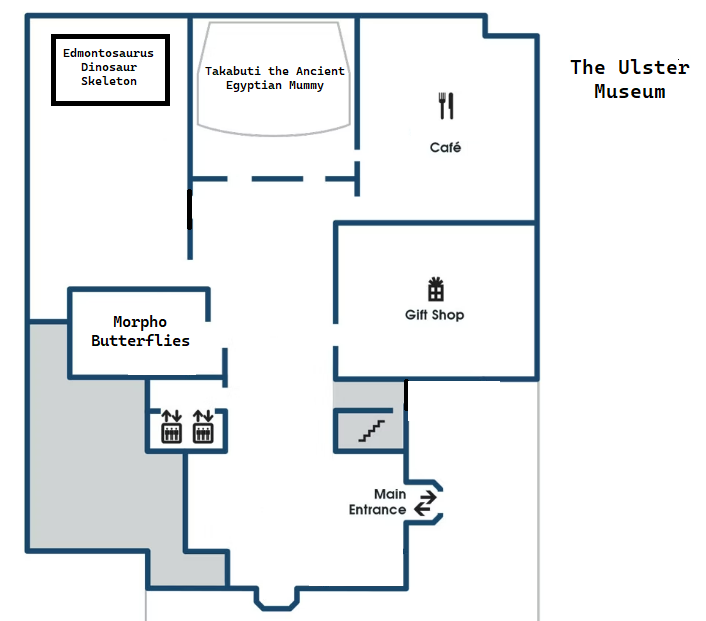 The Ulster
Museum
Edmontosaurus
Dinosaur
Skeleton
Takabuti the Ancient
Egyptian Mummy
Café
Gift Shop
Morpho
Butterflies
Main
Entrance